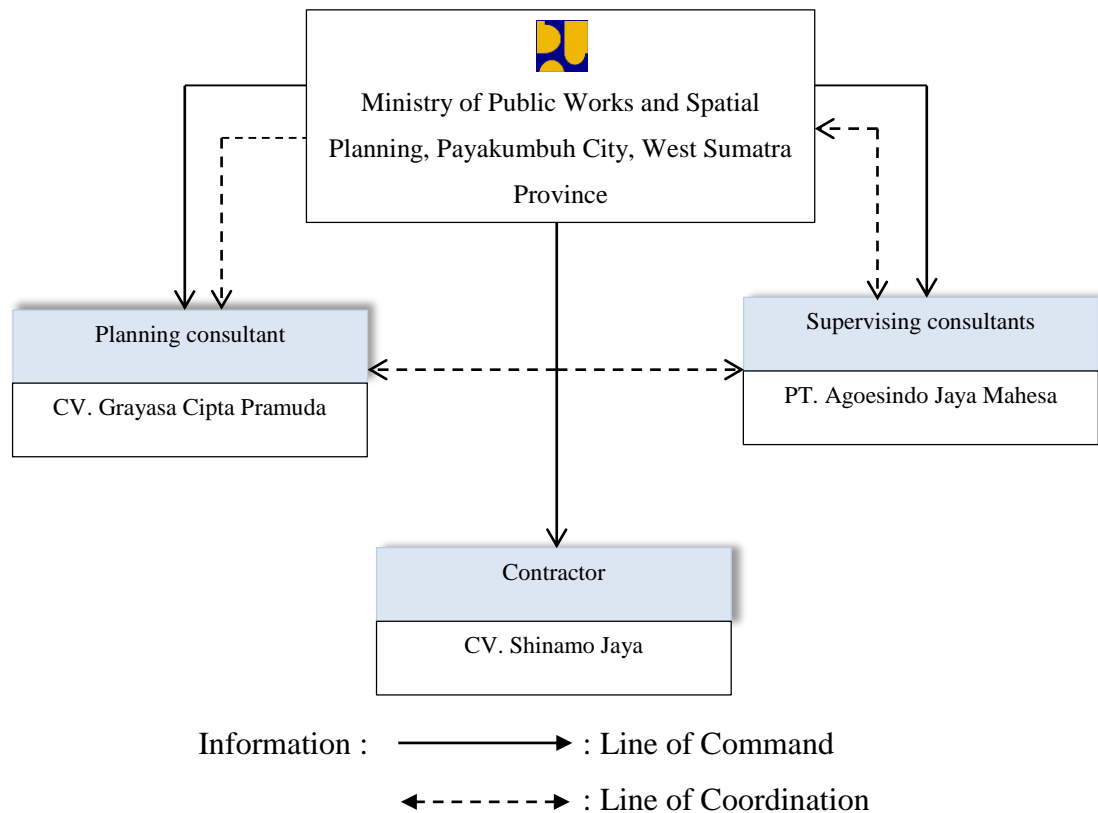 Ministry of Public Works and Spatial
Planning, Payakumbuh City, West Sumatra
Province
Planning consultant
CV. Grayasa Cipta Pramuda
Supervising consultants
PT. Agoesindo Jaya Mahesa
Contractor
CV. Shinamo Jaya
Information : : Line of Command
: Line of Coordination